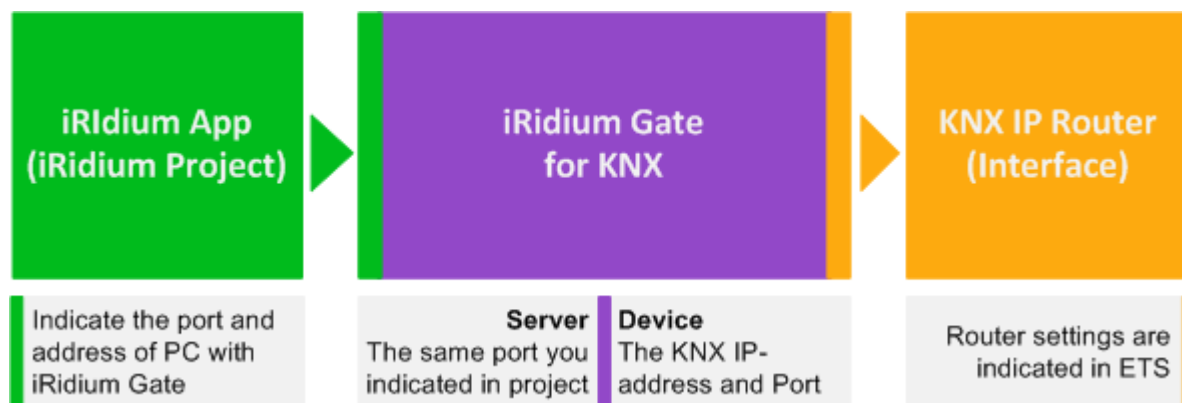 iRIdium App
(iRidium Project)
iRidium Gate
for KNX
KNX IP Router
(Interface)
Indicate the port and
address of PC with
iRidium Gate
Server
The same port you
indicated in project
Device
The KNX IP-
address and Port
Router settings are
indicated in ETS